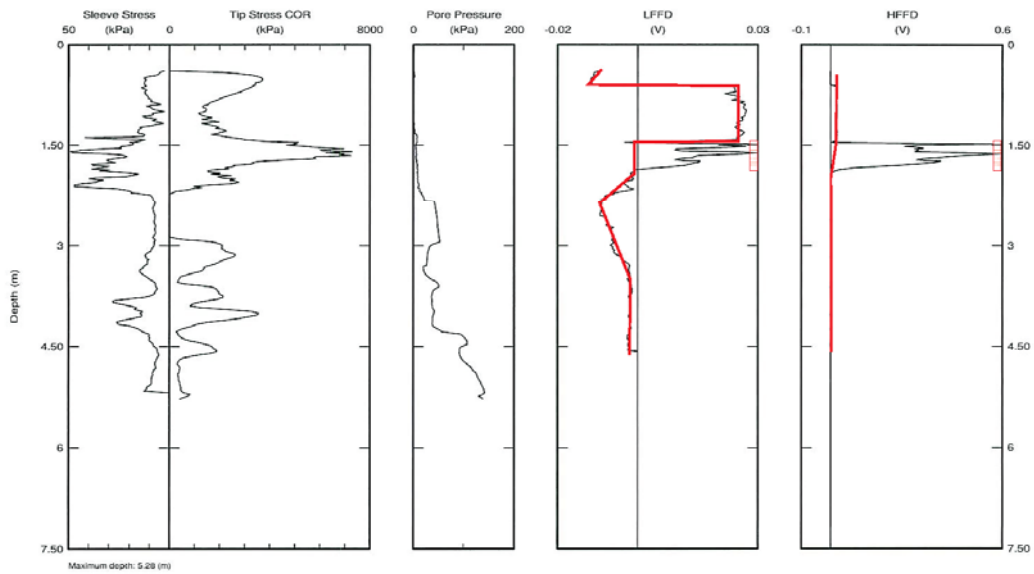 Sleeve Stress Tip Stress COR Pore Pressure LFFD HFFD
50 (kPa) 0 (kPa) 8000 0 (kPa) 200 -0.02 (V) 0.03 -0.1 (V) 0.6
0 0
1.50 1.50
3 3
Depth (m)
4.50 4.50
6 6
7.50 7.50
Maximum depth: 5.28 (m)